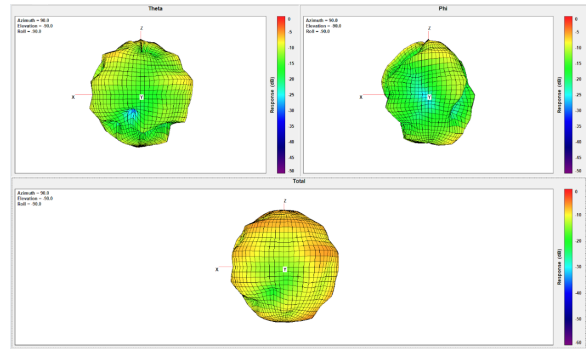 Theta
Azimuth = 90.0
Elevation = -90.0
Roll = -90.0
Z
X
Y
0
-5
-10
-15
-20
-25
-30
-35
-40
-45
-50
Response (dB)
Phi
Azimuth = 90.0
Elevation = -90.0
Roll = -90.0
Z
X
Y
0
-5
-10
-15
-20
-25
-30
-35
-40
-45
-50
Response (dB)
Total
Azimuth = 90.0
Elevation = -90.0
Roll = -90.0
Z
X
Y
0
-10
-20
-30
-40
-50
-60
Response (dB)